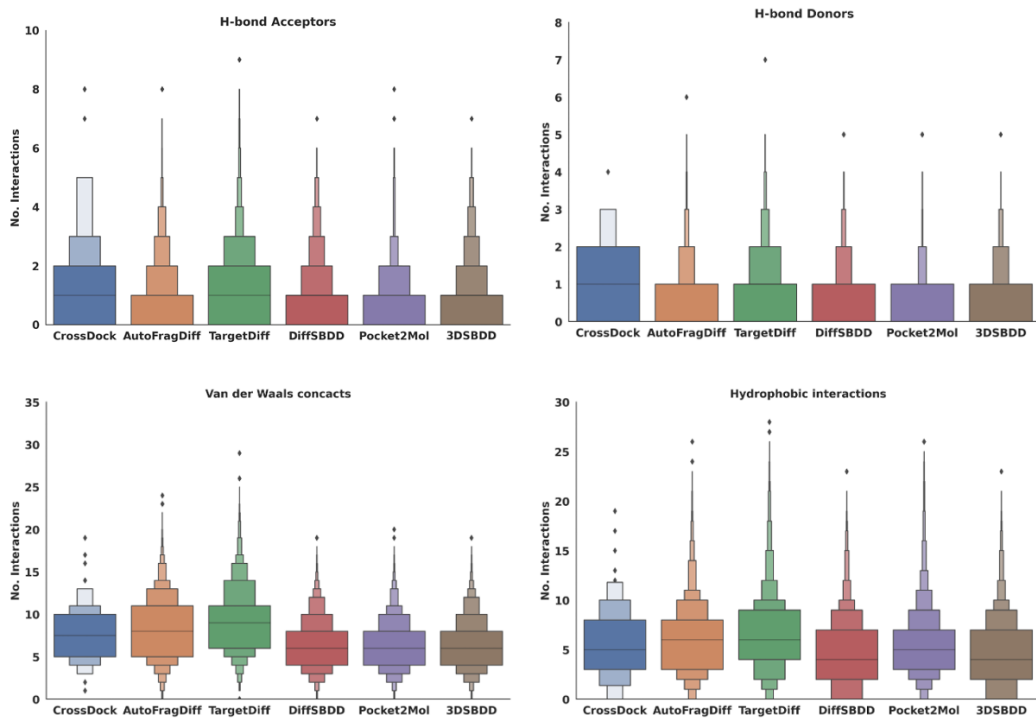 H-bond Acceptors
No. Interactions
10
8
6
4
2
0
CrossDock AutoFragDiff TargetDiff DiffSBDD Pocket2Mol 3DSBDD
H-bond Donors
No. Interactions
8
7
6
5
4
3
2
1
0
CrossDock AutoFragDiff TargetDiff DiffSBDD Pocket2Mol 3DSBDD
Van der Waals concacts
No. Interactions
35
30
25
20
15
10
5
0
CrossDock AutoFragDiff TargetDiff DiffSBDD Pocket2Mol 3DSBDD
Hydrophobic interactions
No. Interactions
30
25
20
15
10
5
0
CrossDock AutoFragDiff TargetDiff DiffSBDD Pocket2Mol 3DSBDD